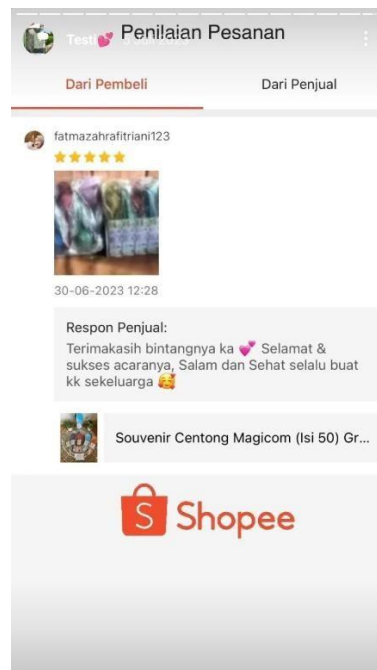 Penilaian Pesanan
Testi💕
Dari Pembeli
Dari Penjual
fatmazahrafitriani123
30-06-2023 12:28
Respon Penjual:
Terimakasih bintangnya ka 💕 Selamat &
sukses acaranya, Salam dan Sehat selalu buat
kk sekeluarga 🥰
Souvenir Centong Magicom (Isi 50) Gr...
S Shopee